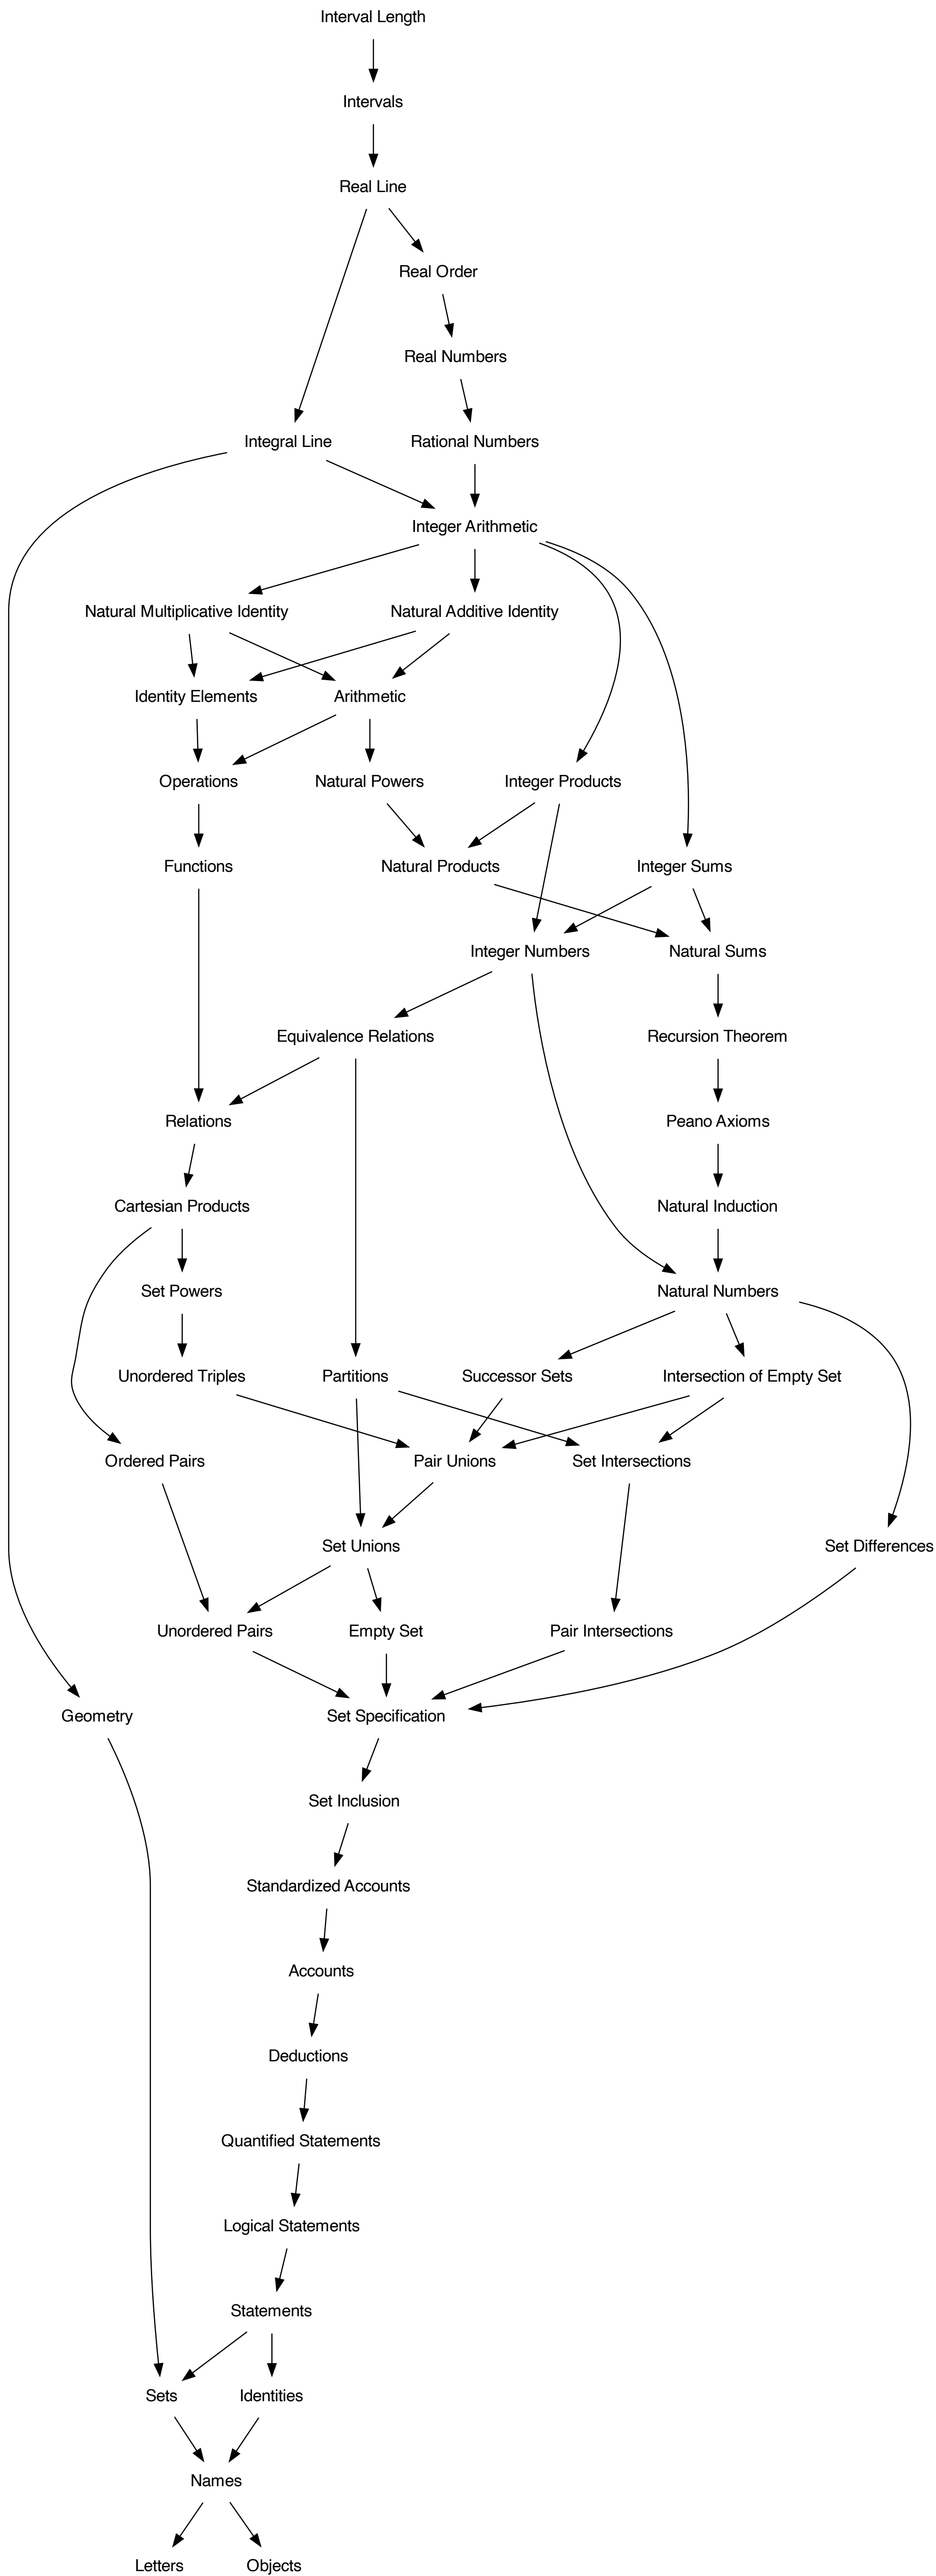 Interval Length
Intervals
Real Line
Real Order
Real Numbers
Integral Line
Rational Numbers
Integer Arithmetic
Natural Multiplicative Identity
Natural Additive Identity
Identity Elements
Arithmetic
Operations
Natural Powers
Integer Products
Functions
Natural Products
Integer Sums
Integer Numbers
Natural Sums
Equivalence Relations
Recursion Theorem
Relations
Peano Axioms
Cartesian Products
Natural Induction
Set Powers
Natural Numbers
Unordered Triples
Partitions
Successor Sets
Intersection of Empty Set
Ordered Pairs
Pair Unions
Set Intersections
Set Unions
Set Differences
Unordered Pairs
Empty Set
Pair Intersections
Geometry
Set Specification
Set Inclusion
Standardized Accounts
Accounts
Deductions
Quantified Statements
Logical Statements
Statements
Sets
Identities
Names
Letters
Objects